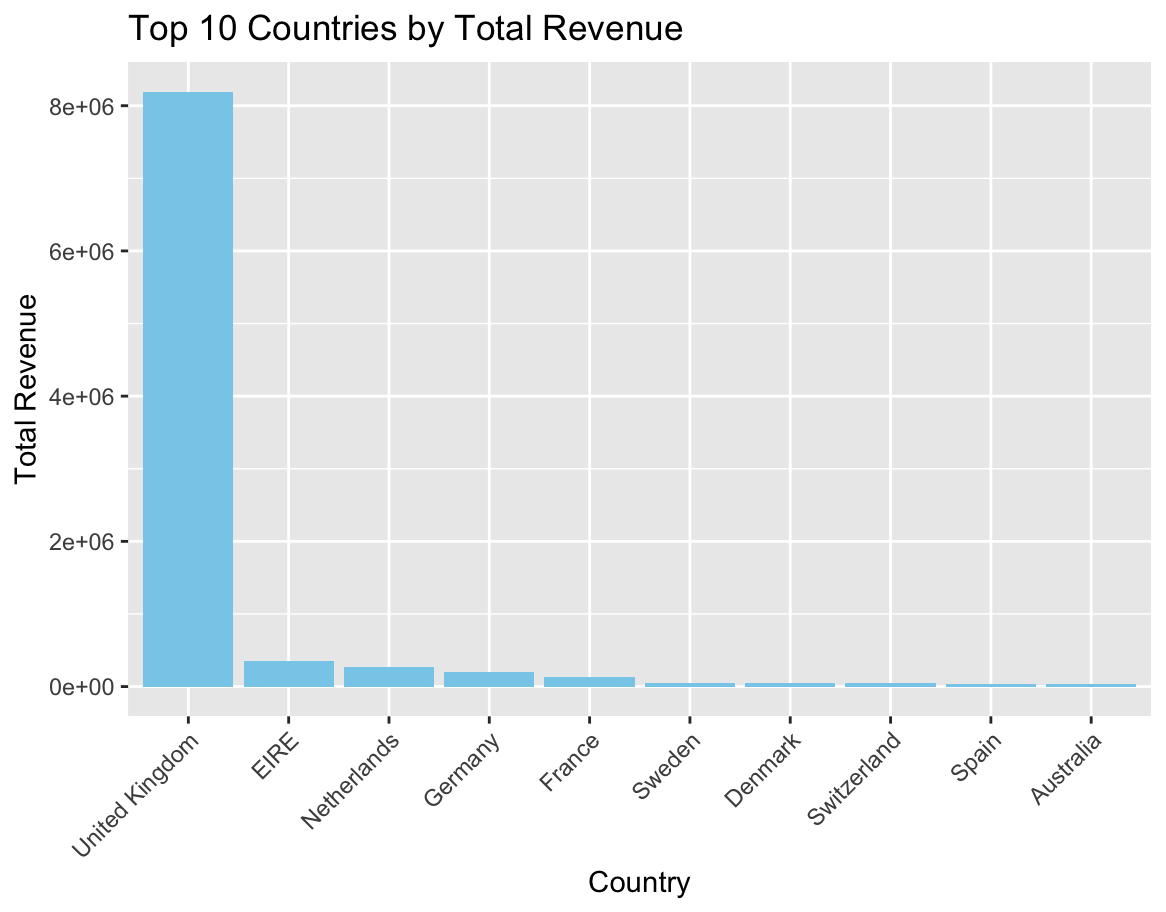 Top 10 Countries by Total Revenue
Total Revenue
8e+06
6e+06
4e+06
2e+06
0e+00
United Kingdom
EIRE
Netherlands
Germany
France
Sweden
Denmark
Switzerland
Spain
Australia
Country